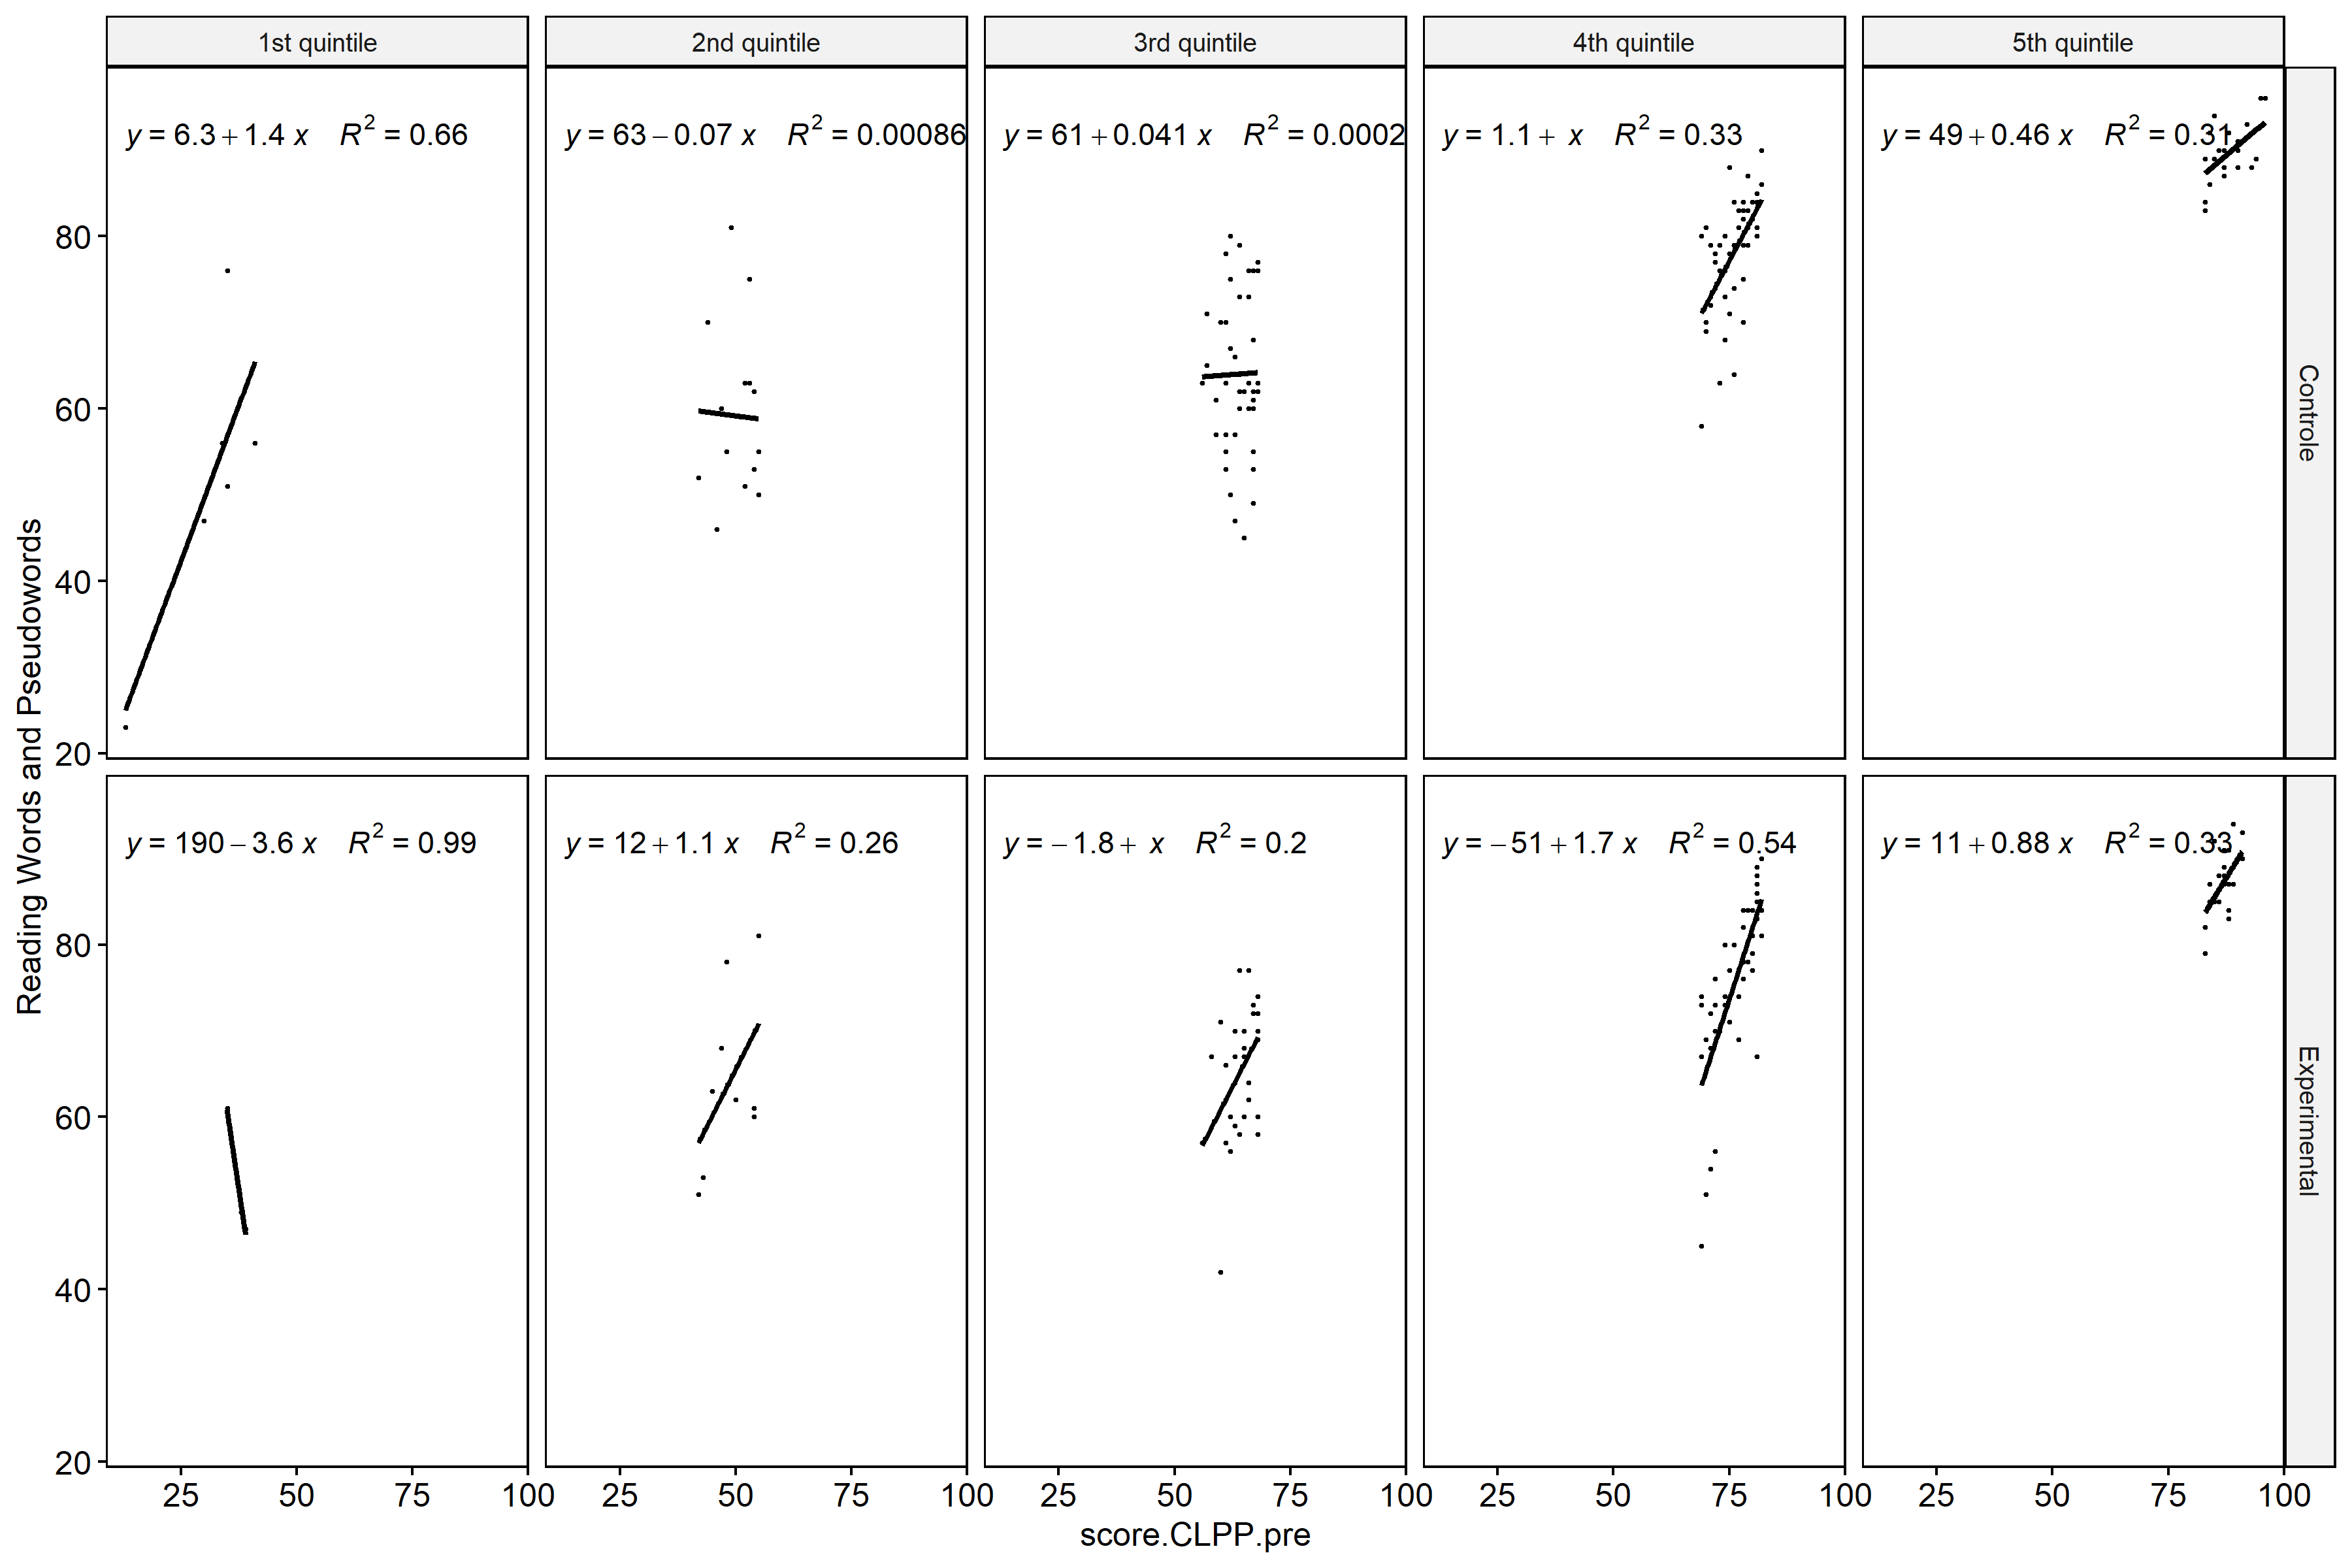 1st quintile 2nd quintile 3rd quintile 4th quintile 5th quintile
y = 6.3 + 1.4 x R² = 0.66 y = 63 − 0.07 x R² = 0.00086 y = 61 + 0.041 x R² = 0.0002 y = 1.1 + x R² = 0.33 y = 49 + 0.46 x R² = 0.31
80
60
40
20
Controle
Reading Words and Pseudowords
y = 190 − 3.6 x R² = 0.99 y = 12 + 1.1 x R² = 0.26 y = −1.8 + x R² = 0.2 y = −51 + 1.7 x R² = 0.54 y = 11 + 0.88 x R² = 0.33
80
60
40
20
Experimental
25 50 75 100 25 50 75 100 25 50 75 100 25 50 75 100 25 50 75 100
score.CLPP.pre